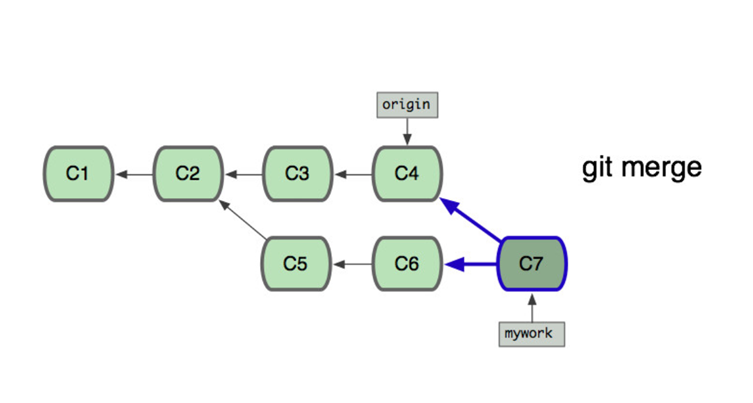 origin
C1 C2 C3 C4
git merge
C5 C6 C7
mywork